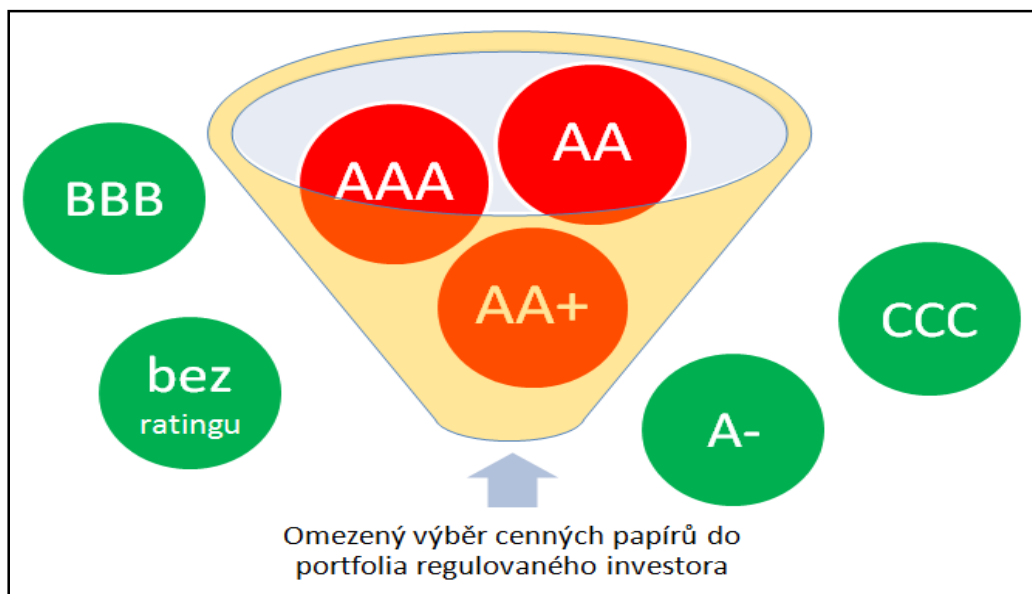 AA
AAA
BBB
AA+
CCC
bez
ratingu
A-
Omezený výběr cenných papírů do
portfolia regulovaného investora